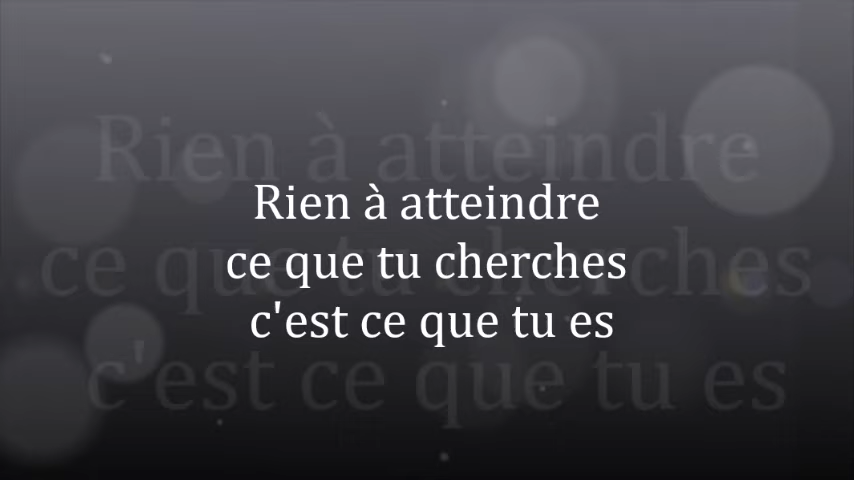 Rien à atteindre
ce que tu cherches
c'est ce que tu es